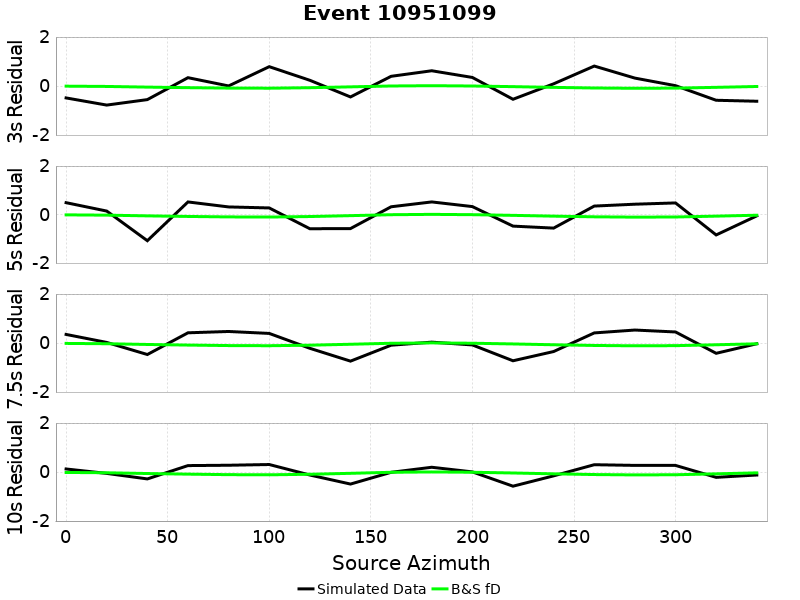 Event 10951099
3s Residual
2
0
-2
5s Residual
2
0
-2
7.5s Residual
2
0
-2
10s Residual
2
0
-2
0 50 100 150 200 250 300
Source Azimuth
Simulated Data B&S fD